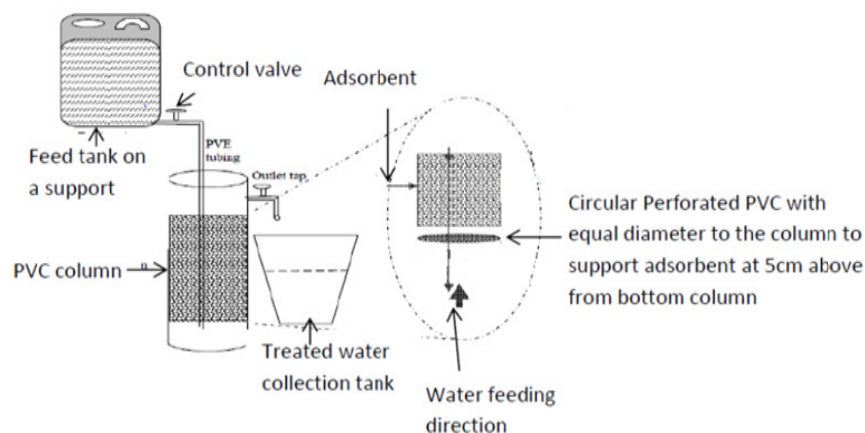 Control valve
Adsorbent
Feed tank on
a support
PVE
tubing
Outlet tap
PVC column
Treated water
collection tank
Circular Perforated PVC with
equal diameter to the column to
support adsorbent at 5cm above
from bottom column
Water feeding
direction